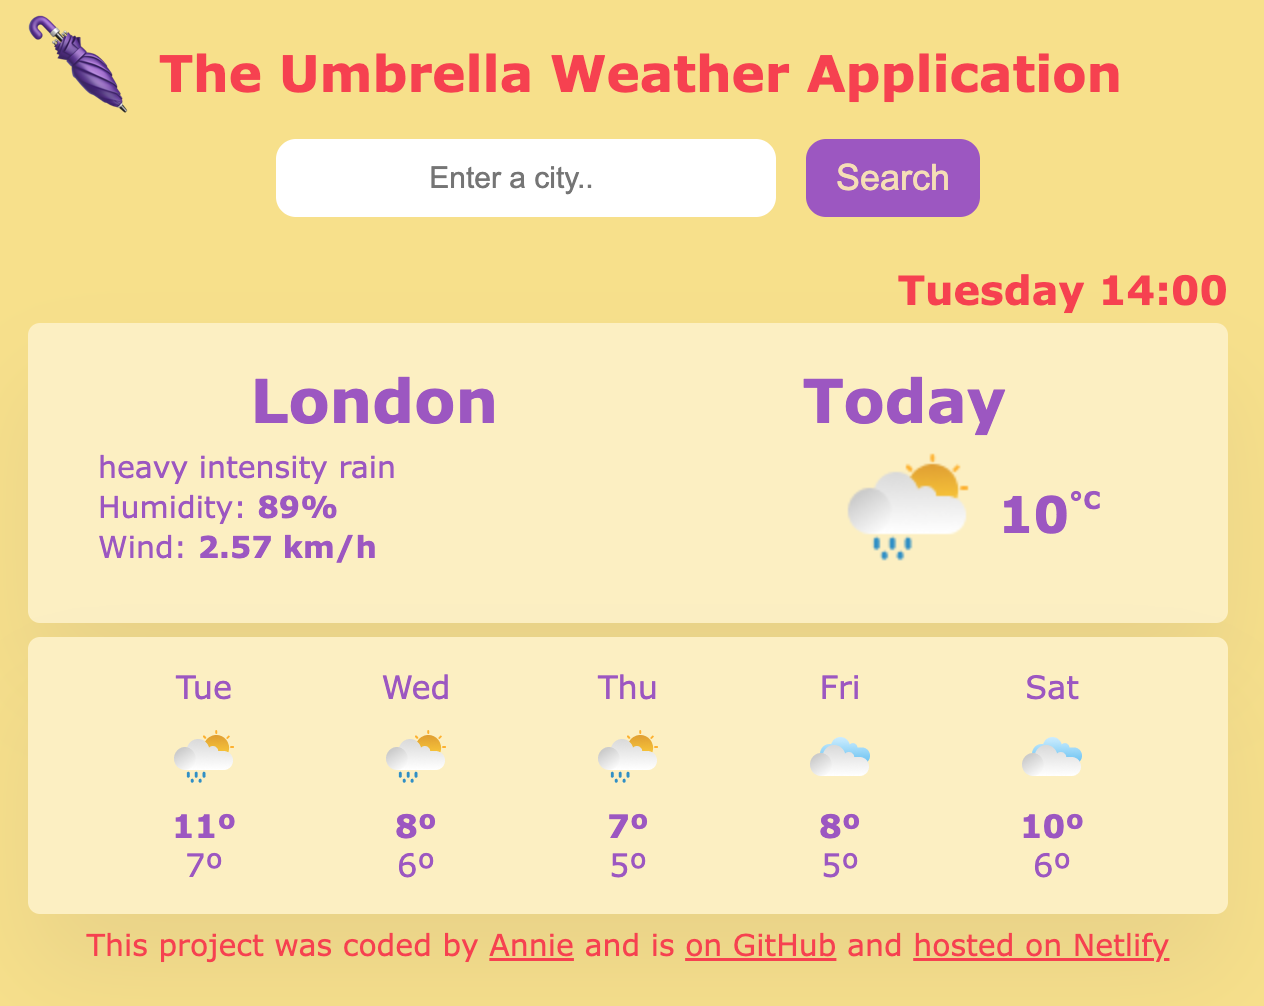 The Umbrella Weather Application
Enter a city..
Search
Tuesday 14:00
London
heavy intensity rain
Humidity: 89%
Wind: 2.57 km/h
Today
10°C
Tue Wed Thu Fri Sat
11º 8º 7º 8º 10º
7º 6º 5º 5º 6º
This project was coded by Annie and is on GitHub and hosted on Netlify